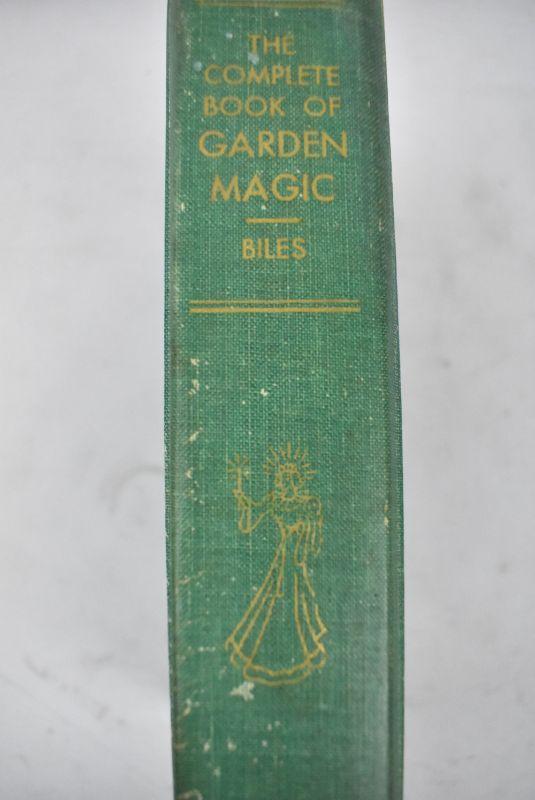 THE
COMPLETE
BOOK OF
GARDEN
MAGIC
BILES